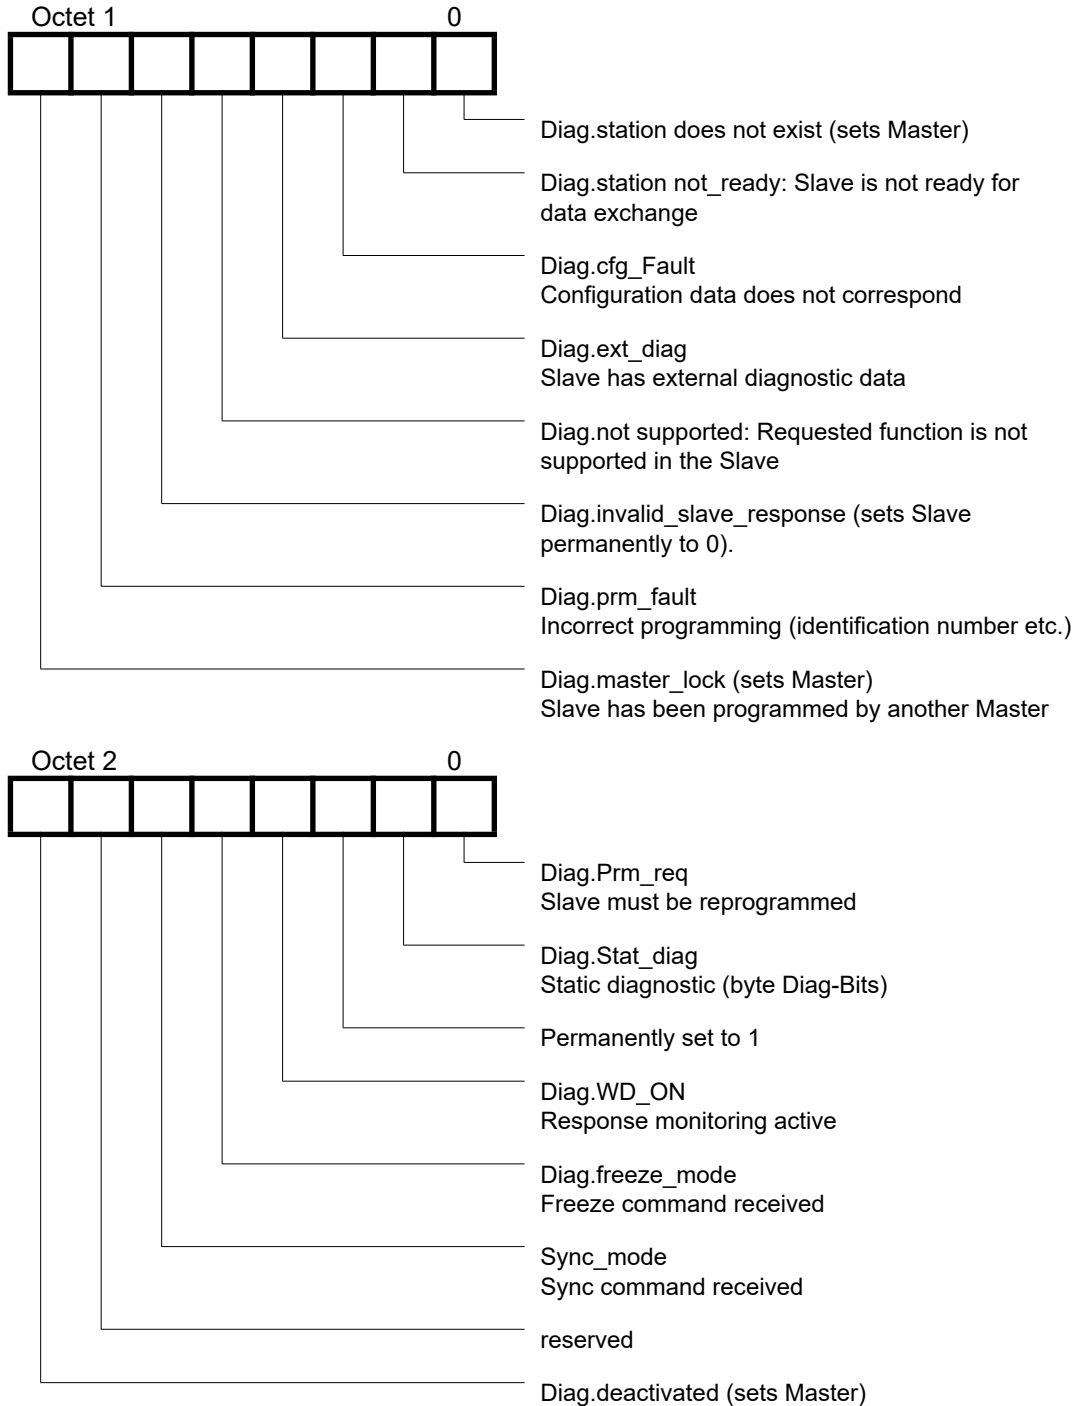 Octet 1 0
Diag.station does not exist (sets Master)
Diag.station not_ready: Slave is not ready for
data exchange
Diag.cfg_Fault
Configuration data does not correspond
Diag.ext_diag
Slave has external diagnostic data
Diag.not supported: Requested function is not
supported in the Slave
Diag.invalid_slave_response (sets Slave
permanently to 0).
Diag.prm_fault
Incorrect programming (identification number etc.)
Diag.master_lock (sets Master)
Slave has been programmed by another Master
Octet 2 0
Diag.Prm_req
Slave must be reprogrammed
Diag.Stat_diag
Static diagnostic (byte Diag-Bits)
Permanently set to 1
Diag.WD_ON
Response monitoring active
Diag.freeze_mode
Freeze command received
Sync_mode
Sync command received
reserved
Diag.deactivated (sets Master)